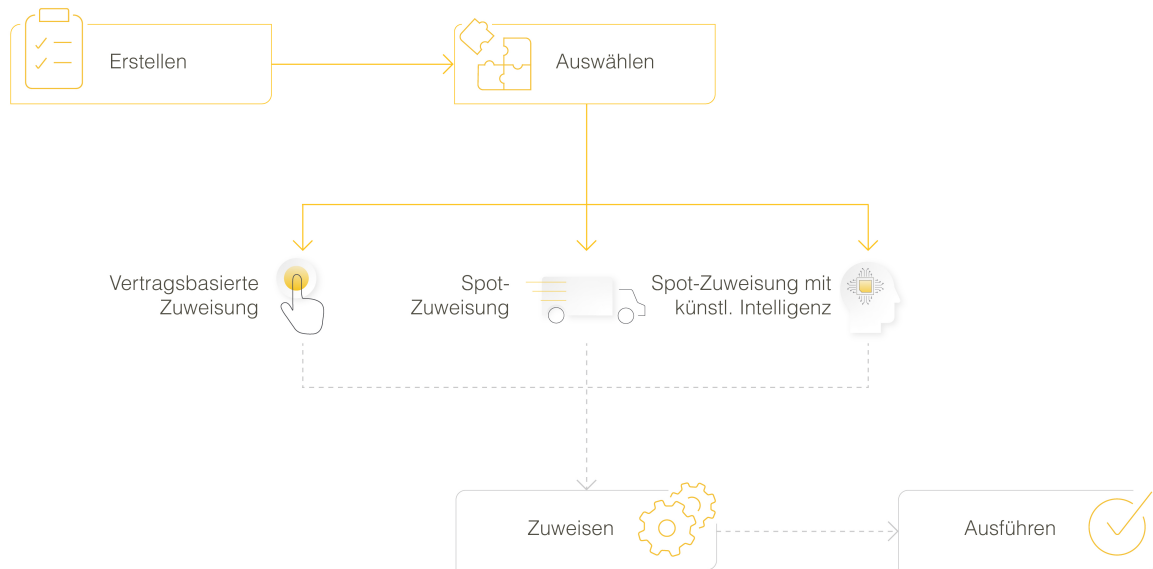 Erstellen
Auswählen
Vertragsbasierte
Zuweisung
Spot-
Zuweisung
Spot-Zuweisung mit
künstl. Intelligenz
Zuweisen
Ausführen